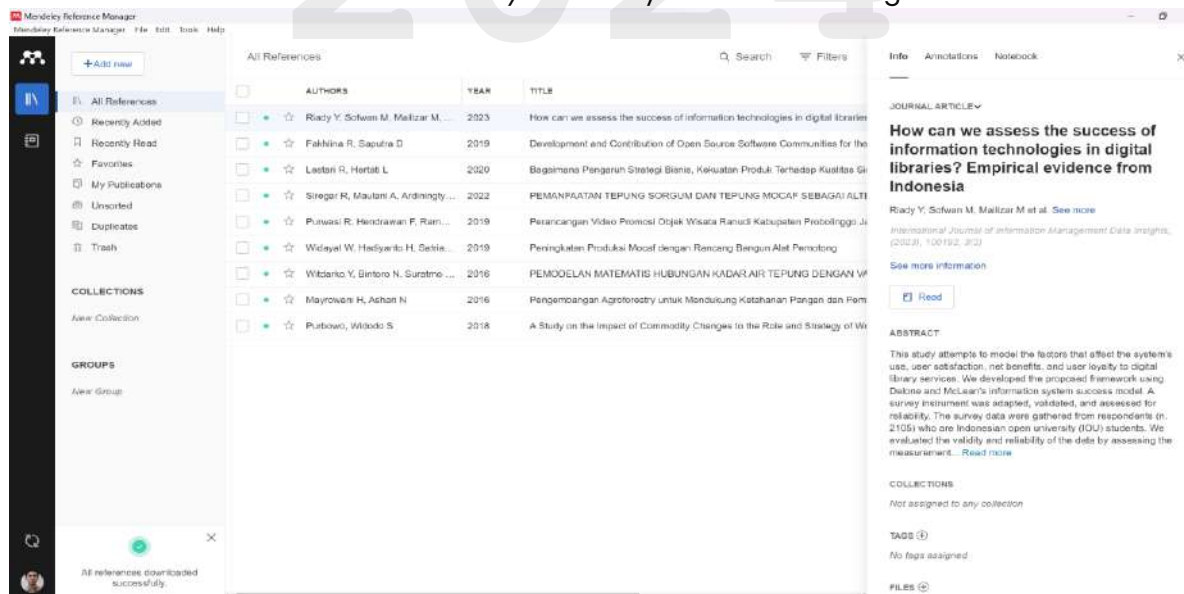 2024
Mendeley Reference Manager
Mendeley Reference Manager File Edit Tools Help
+Add new
All References
Recently Added
Recently Read
Favorites
My Publications
Unsorted
Duplicates
Trash
COLLECTIONS
New Collection
GROUPS
New Group
All references downloaded
successfully.
All References Search Filters
AUTHORS YEAR TITLE
Riady Y, Sofwan M, Mailizar M, ... 2023 How can we assess the success of information technologies in digital libraries
Fakhlina R, Saputra D 2019 Development and Contribution of Open Source Software Communities for the
Lestari R, Hertati L 2020 Bagaimana Pengaruh Strategi Bisnis, Kekuatan Produk Terhadap Kualitas
Siregar R, Maulani A, 2022 PEMANFAATAN TEPUNG SORGUM DAN TEPUNG MOCAF SEBAGAI
Purwasi R, Hendrawan F, 2019 Perancangan Video Promosi Objek Wisata Ranudi Kabupaten Probolinggo
Widayat W, Hadiyanto H, 2019 Peningkatan Produksi Mocaf dengan Rancang Bangun Alat Pemotong
Witdarko Y, Bintoro N, 2016 PEMODELAN MATEMATIS HUBUNGAN KADAR AIR TEPUNG DENGAN
Mayrowani H, Ashari N 2016 Pengembangan Agroforestry untuk Mendukung Ketahanan Pangan dan
Purbowo, Widodo S 2018 A Study on the Impact of Commodity Changes to the Role and Strategy of
Info Annotations Notebook
JOURNAL ARTICLE
How can we assess the success of
information technologies in digital
libraries? Empirical evidence from
Indonesia
Riady Y, Sofwan M, Mailizar M et al. See more
International Journal of Information Management Data Insights,
(2023), 100192, 3(2)
See more information
Read
ABSTRACT
This study attempts to model the factors that affect the system's
use, user satisfaction, net benefits, and user loyalty to digital
library services. We developed the proposed framework using
Delone and McLean's information system success model. A
survey instrument was adapted, validated, and assessed for
reliability. The survey data were gathered from respondents (n.
2105) who are Indonesian open university (IOU) students. We
evaluated the validity and reliability of the data by assessing the
measurement... Read more
COLLECTIONS
Not assigned to any collection
TAGS
No tags assigned
FILES